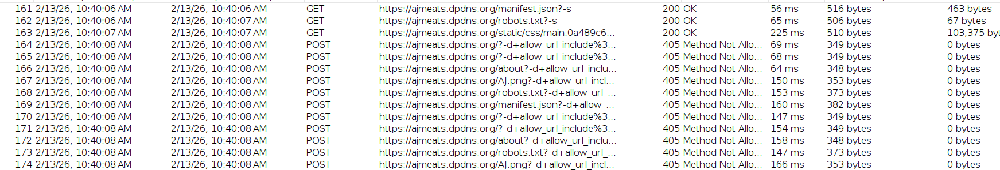 161 2/13/26, 10:40:06 AM 2/13/26, 10:40:06 AM GET https://ajmeats.dpdns.org/manifest.json?-s 200 OK 56 ms 516 bytes 463 bytes
162 2/13/26, 10:40:06 AM 2/13/26, 10:40:07 AM GET https://ajmeats.dpdns.org/robots.txt?-s 200 OK 65 ms 506 bytes 67 bytes
163 2/13/26, 10:40:07 AM 2/13/26, 10:40:07 AM GET https://ajmeats.dpdns.org/static/css/main.0a489c6... 200 OK 225 ms 510 bytes 103,375 byt
164 2/13/26, 10:40:08 AM 2/13/26, 10:40:08 AM POST https://ajmeats.dpdns.org/?-d+allow_url_include%3... 405 Method Not Allo... 69 ms 349 bytes 0 bytes
165 2/13/26, 10:40:08 AM 2/13/26, 10:40:08 AM POST https://ajmeats.dpdns.org/?-d+allow_url_include%3... 405 Method Not Allo... 68 ms 349 bytes 0 bytes
166 2/13/26, 10:40:08 AM 2/13/26, 10:40:08 AM POST https://ajmeats.dpdns.org/about?-d+allow_url_inclu... 405 Method Not Allo... 64 ms 348 bytes 0 bytes
167 2/13/26, 10:40:08 AM 2/13/26, 10:40:08 AM POST https://ajmeats.dpdns.org/AJ.png?-d+allow_url_incl... 405 Method Not Allo... 150 ms 353 bytes 0 bytes
168 2/13/26, 10:40:08 AM 2/13/26, 10:40:08 AM POST https://ajmeats.dpdns.org/robots.txt?-d+allow_url_... 405 Method Not Allo... 153 ms 373 bytes 0 bytes
169 2/13/26, 10:40:08 AM 2/13/26, 10:40:08 AM POST https://ajmeats.dpdns.org/manifest.json?-d+allow_... 405 Method Not Allo... 160 ms 382 bytes 0 bytes
170 2/13/26, 10:40:08 AM 2/13/26, 10:40:08 AM POST https://ajmeats.dpdns.org/?-d+allow_url_include%3... 405 Method Not Allo... 147 ms 349 bytes 0 bytes
171 2/13/26, 10:40:08 AM 2/13/26, 10:40:08 AM POST https://ajmeats.dpdns.org/?-d+allow_url_include%3... 405 Method Not Allo... 154 ms 349 bytes 0 bytes
172 2/13/26, 10:40:08 AM 2/13/26, 10:40:08 AM POST https://ajmeats.dpdns.org/about?-d+allow_url_inclu... 405 Method Not Allo... 158 ms 348 bytes 0 bytes
173 2/13/26, 10:40:08 AM 2/13/26, 10:40:08 AM POST https://ajmeats.dpdns.org/robots.txt?-d+allow_url_... 405 Method Not Allo... 147 ms 373 bytes 0 bytes
174 2/13/26, 10:40:08 AM 2/13/26, 10:40:08 AM POST https://ajmeats.dpdns.org/AJ.png?-d+allow_url_incl... 405 Method Not Allo... 166 ms 353 bytes 0 bytes